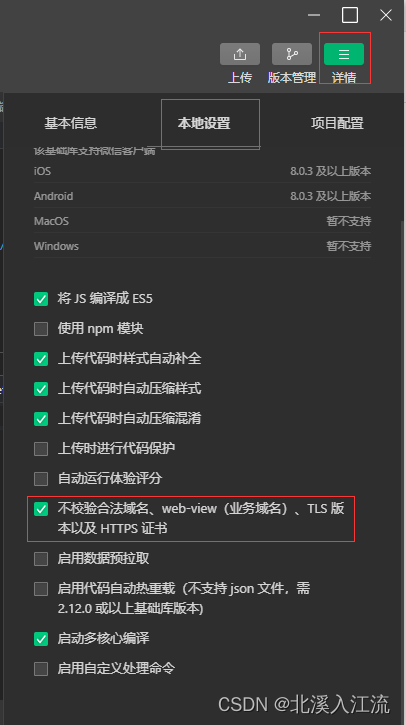 上传 版本管理 详情
基本信息 本地设置 项目配置
该基础库支持微信客户端
iOS 8.0.3 及以上版本
Android 8.0.3 及以上版本
MacOS 暂不支持
Windows 暂不支持
将 JS 编译成 ES5
使用 npm 模块
上传代码时样式自动补全
上传代码时自动压缩样式
上传代码时自动压缩混淆
上传时进行代码保护
自动运行体验评分
不校验合法域名、web-view（业务域名）、TLS 版
本以及 HTTPS 证书
启用数据预拉取
启用代码自动热重载（不支持 json 文件，需
2.12.0 或以上基础库版本)
启动多核心编译
启用自定义处理命令
CSDN @北溪入江流